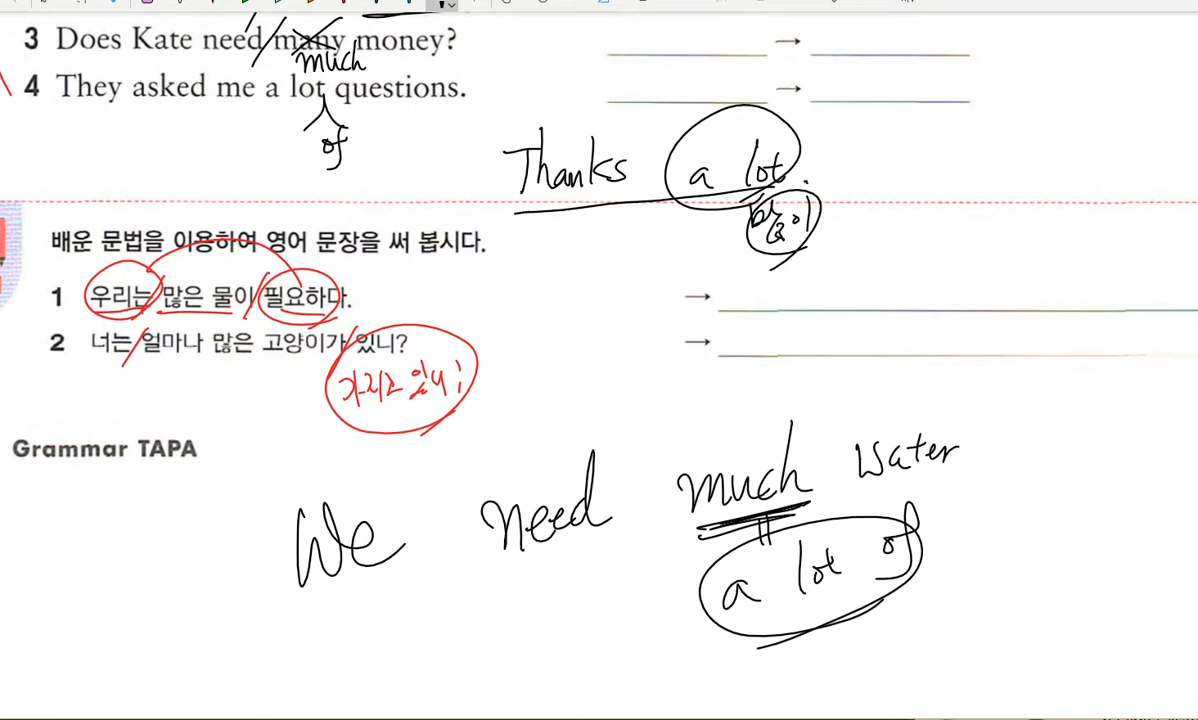 3 Does Kate need many money? → 
much
4 They asked me a lot questions. → 
of
Thanks a lot.
많이
배운 문법을 이용하여 영어 문장을 써 봅시다.
1 우리는 많은 물이 필요하다. →
2 너는 얼마나 많은 고양이가 있니? →
가지고 있니?
Grammar TAPA
We need much water
a lot of